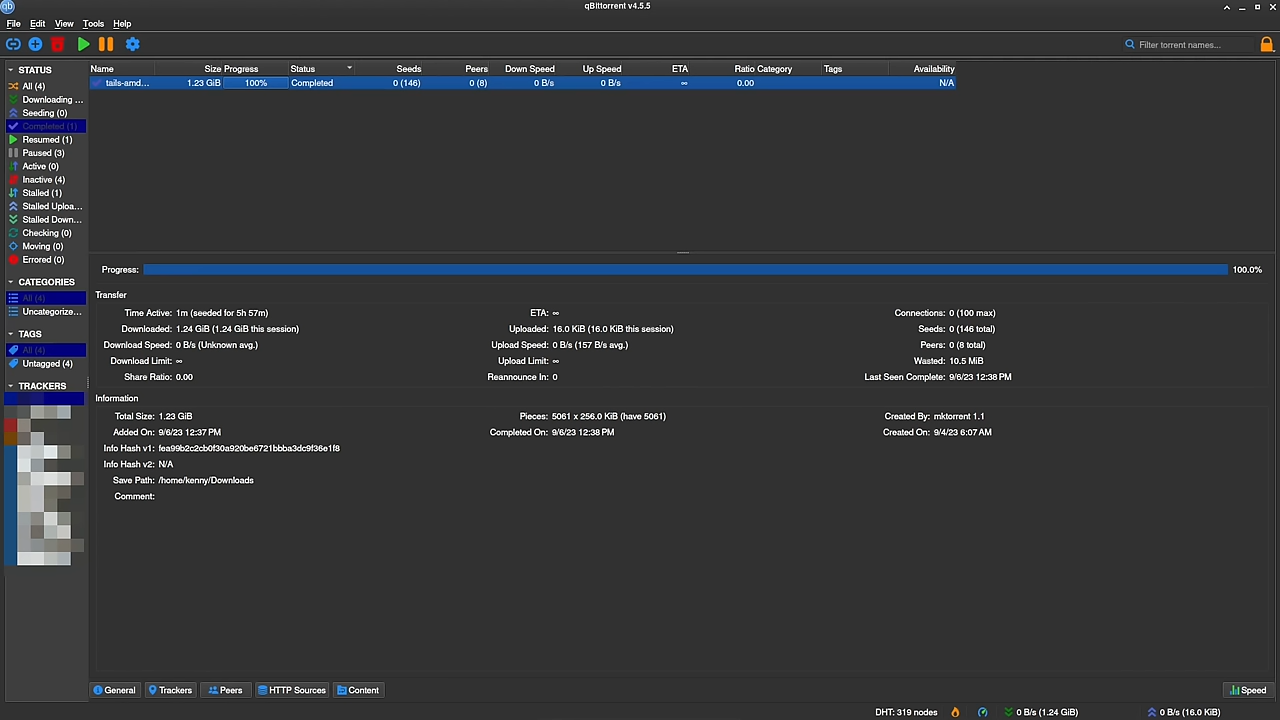 qBittorrent v4.5.5
File Edit View Tools Help
Filter torrent names...
STATUS
All (4)
Downloading ...
Seeding (0)
Completed (1)
Resumed (1)
Paused (3)
Active (0)
Inactive (4)
Stalled (1)
Stalled Uploa...
Stalled Down...
Checking (0)
Moving (0)
Errored (0)
CATEGORIES
All (4)
Uncategorize...
TAGS
All (4)
Untagged (4)
TRACKERS
Name Size Progress Status Seeds Peers Down Speed Up Speed ETA Ratio Category Tags Availability
tails-amd... 1.23 GiB 100% Completed 0 (146) 0 (8) 0 B/s 0 B/s ∞ 0.00 N/A
Progress: 100.0%
Transfer
Time Active: 1m (seeded for 5h 57m) ETA: ∞ Connections: 0 (100 max)
Downloaded: 1.24 GiB (1.24 GiB this session) Uploaded: 16.0 KiB (16.0 KiB this session) Seeds: 0 (146 total)
Download Speed: 0 B/s (Unknown avg.) Upload Speed: 0 B/s (157 B/s avg.) Peers: 0 (8 total)
Download Limit: ∞ Upload Limit: ∞ Wasted: 10.5 MiB
Share Ratio: 0.00 Reannounce In: 0 Last Seen Complete: 9/6/23 12:38 PM
Information
Total Size: 1.23 GiB Pieces: 5061 x 256.0 KiB (have 5061) Created By: mktorrent 1.1
Added On: 9/6/23 12:37 PM Completed On: 9/6/23 12:38 PM Created On: 9/4/23 6:07 AM
Info Hash v1: fea99b2c2cb0f30a920be6721bbba3dc9f36e1f8
Info Hash v2: N/A
Save Path: /home/kenny/Downloads
Comment:
General Trackers Peers HTTP Sources Content Speed
DHT: 319 nodes 0 B/s (1.24 GiB) 0 B/s (16.0 KiB)